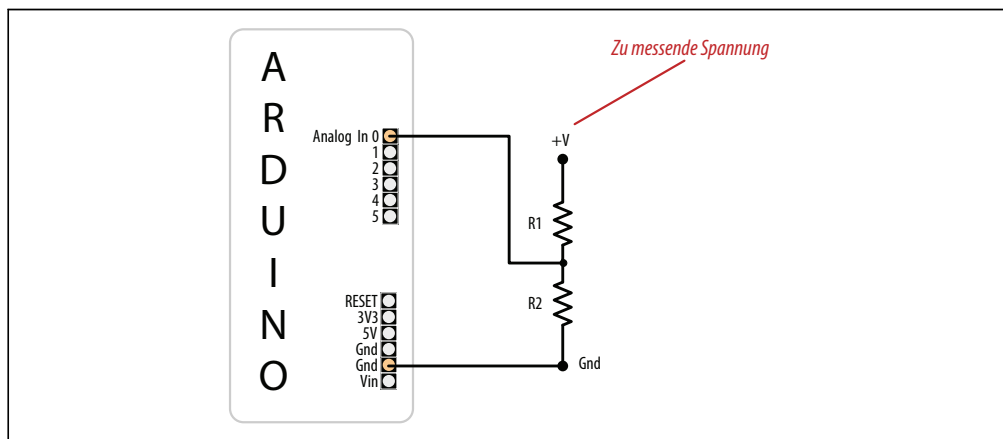 ARDUINO
Analog In 0
1
2
3
4
5
RESET
3V3
5V
Gnd
Gnd
Vin
Zu messende Spannung
+V
R1
R2
Gnd